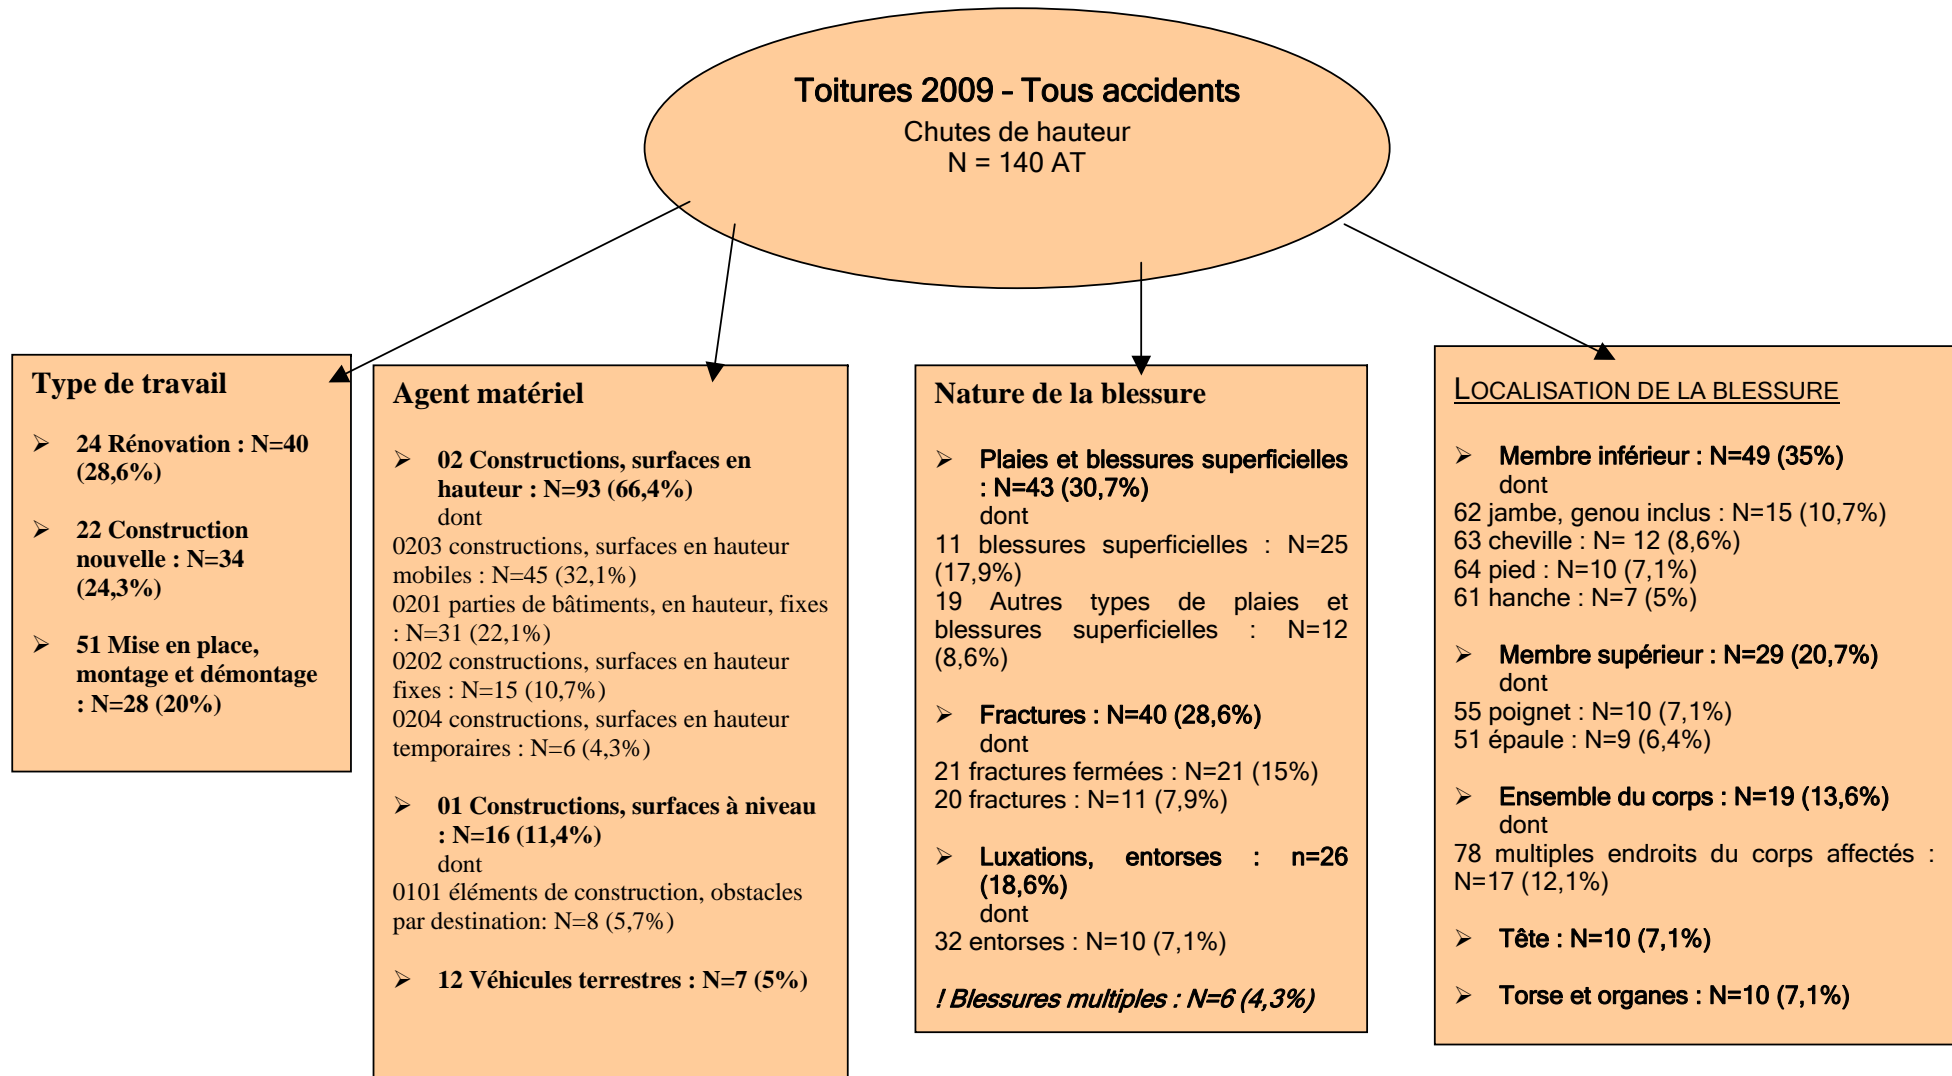 Toitures 2009 - Tous accidents
Chutes de hauteur
N = 140 AT
Type de travail
➢ 24 Rénovation : N=40
(28,6%)
➢ 22 Construction
nouvelle : N=34
(24,3%)
➢ 51 Mise en place,
montage et démontage
: N=28 (20%)
Agent matériel
➢ 02 Constructions, surfaces en
hauteur : N=93 (66,4%)
dont
0203 constructions, surfaces en hauteur
mobiles : N=45 (32,1%)
0201 parties de bâtiments, en hauteur, fixes
: N=31 (22,1%)
0202 constructions, surfaces en hauteur
fixes : N=15 (10,7%)
0204 constructions, surfaces en hauteur
temporaires : N=6 (4,3%)
➢ 01 Constructions, surfaces à niveau
: N=16 (11,4%)
dont
0101 éléments de construction, obstacles
par destination: N=8 (5,7%)
➢ 12 Véhicules terrestres : N=7 (5%)
Nature de la blessure
➢ Plaies et blessures superficielles
: N=43 (30,7%)
dont
11 blessures superficielles : N=25
(17,9%)
19 Autres types de plaies et
blessures superficielles : N=12
(8,6%)
➢ Fractures : N=40 (28,6%)
dont
21 fractures fermées : N=21 (15%)
20 fractures : N=11 (7,9%)
➢ Luxations, entorses : n=26
(18,6%)
dont
32 entorses : N=10 (7,1%)
! Blessures multiples : N=6 (4,3%)
LOCALISATION DE LA BLESSURE
➢ Membre inférieur : N=49 (35%)
dont
62 jambe, genou inclus : N=15 (10,7%)
63 cheville : N= 12 (8,6%)
64 pied : N=10 (7,1%)
61 hanche : N=7 (5%)
➢ Membre supérieur : N=29 (20,7%)
dont
55 poignet : N=10 (7,1%)
51 épaule : N=9 (6,4%)
➢ Ensemble du corps : N=19 (13,6%)
dont
78 multiples endroits du corps affectés :
N=17 (12,1%)
➢ Tête : N=10 (7,1%)
➢ Torse et organes : N=10 (7,1%)